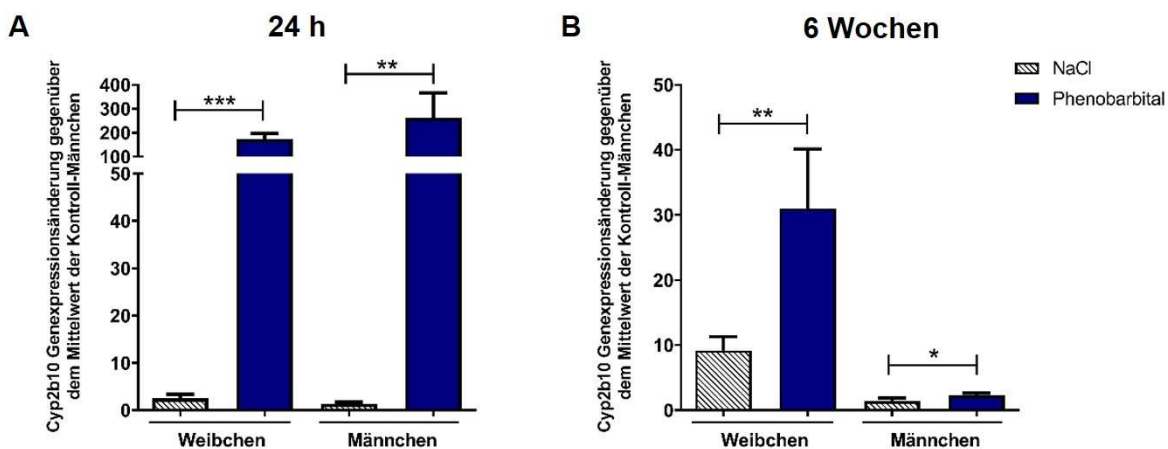 A
24 h
Cyp2b10 Genexpressionsänderung gegenüber
dem Mittelwert der Kontroll-Männchen
400
300
200
100
50
40
30
20
10
0
***
**
Weibchen
Männchen
B
6 Wochen
Cyp2b10 Genexpressionsänderung gegenüber
dem Mittelwert der Kontroll-Männchen
50
40
30
20
10
0
**
*
Weibchen
Männchen
NaCl
Phenobarbital